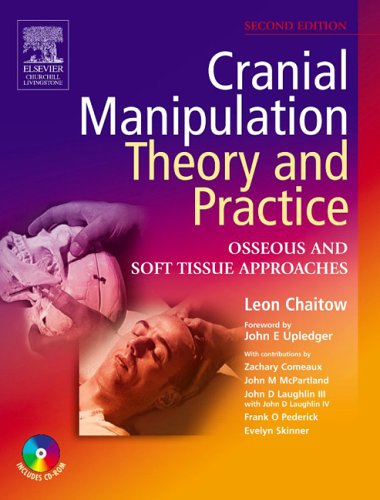 SECOND EDITION
ELSEVIER
CHURCHILL
LIVINGSTONE
Cranial
Manipulation
Theory and
Practice
OSSEOUS AND
SOFT TISSUE APPROACHES
Leon Chaitow
Foreword by
John E Upledger
With contributions by
Zachary Comeaux
John M McPartland
John D Laughlin III
with John D Laughlin IV
Frank O Pederick
Evelyn Skinner
INCLUDES CD-ROM